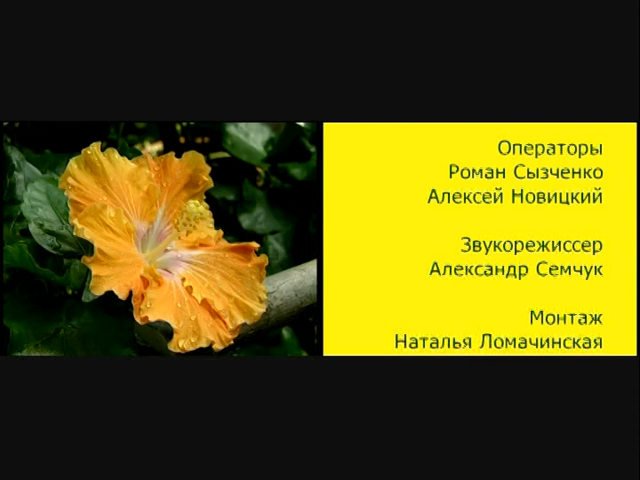 Операторы
Роман Сызченко
Алексей Новицкий
Звукорежиссер
Александр Семчук
Монтаж
Наталья Ломачинская